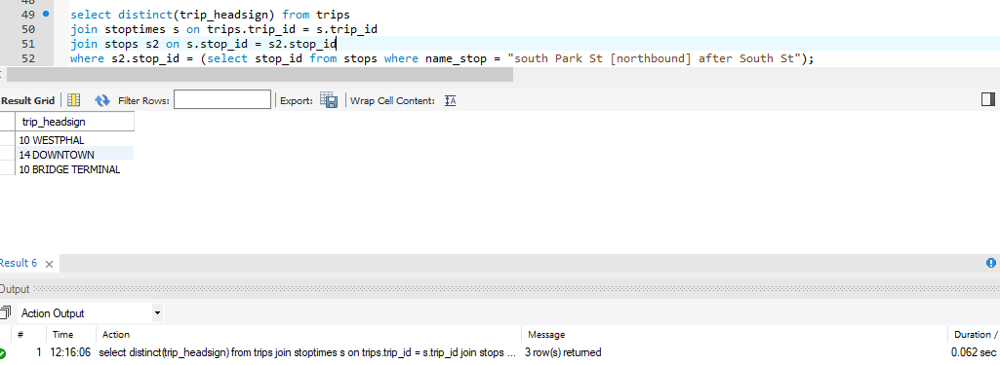 49 select distinct(trip_headsign) from trips
50 join stoptimes s on trips.trip_id = s.trip_id
51 join stops s2 on s.stop_id = s2.stop_id
52 where s2.stop_id = (select stop_id from stops where name_stop = "south Park St [northbound] after South St");
Result Grid Filter Rows: Export: Wrap Cell Content:
trip_headsign
10 WESTPHAL
14 DOWNTOWN
10 BRIDGE TERMINAL
Result 6
Output
Action Output
# Time Action Message Duration /
1 12:16:06 select distinct(trip_headsign) from trips join stoptimes s on trips.trip_id = s.trip_id join stops ... 3 row(s) returned 0.062 sec